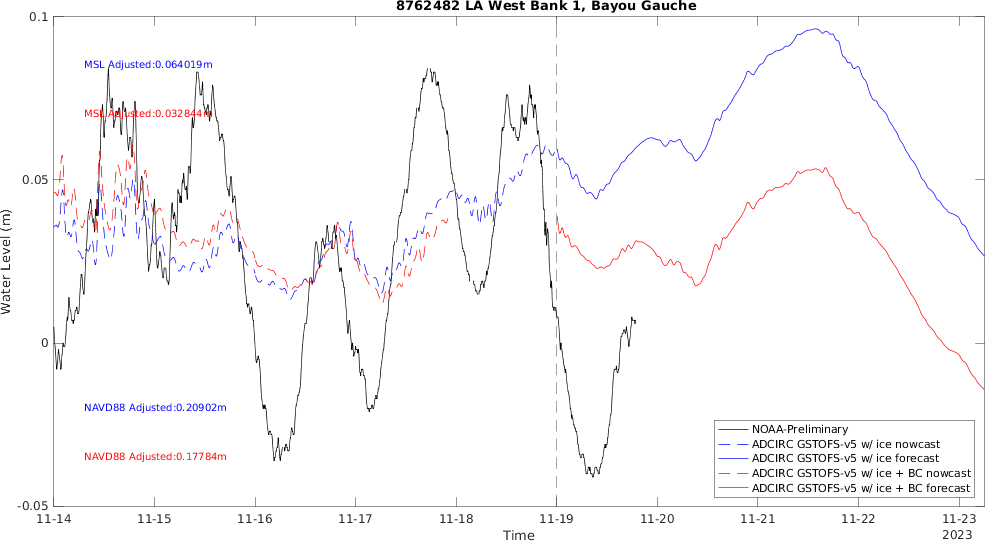 8762482 LA West Bank 1, Bayou Gauche
0.1
MSL Adjusted:0.064019m
MSL Adjusted:0.032844m
0.05
Water Level (m)
0
NAVD88 Adjusted:0.20902m
NAVD88 Adjusted:0.17784m
NOAA-Preliminary
ADCIRC GSTOFS-v5 w/ ice nowcast
ADCIRC GSTOFS-v5 w/ ice forecast
ADCIRC GSTOFS-v5 w/ ice + BC nowcast
ADCIRC GSTOFS-v5 w/ ice + BC forecast
-0.05
11-14 11-15 11-16 11-17 11-18 11-19 11-20 11-21 11-22 11-23
Time 2023